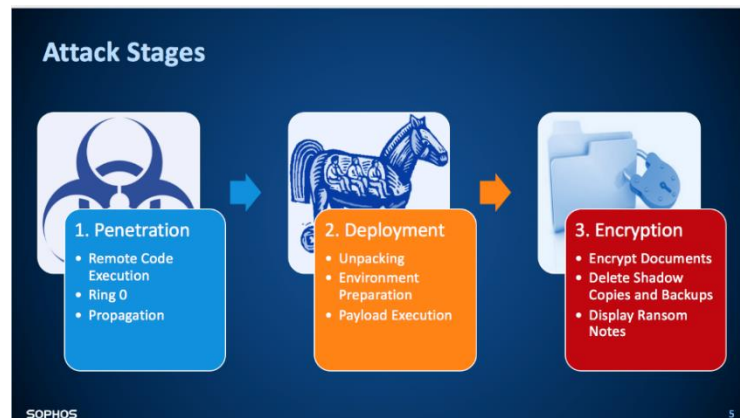 Attack Stages
1. Penetration
• Remote Code
Execution
• Ring 0
• Propagation
2. Deployment
• Unpacking
• Environment
Preparation
• Payload Execution
3. Encryption
• Encrypt Documents
• Delete Shadow
Copies and Backups
• Display Ransom
Notes
SOPHOS
5